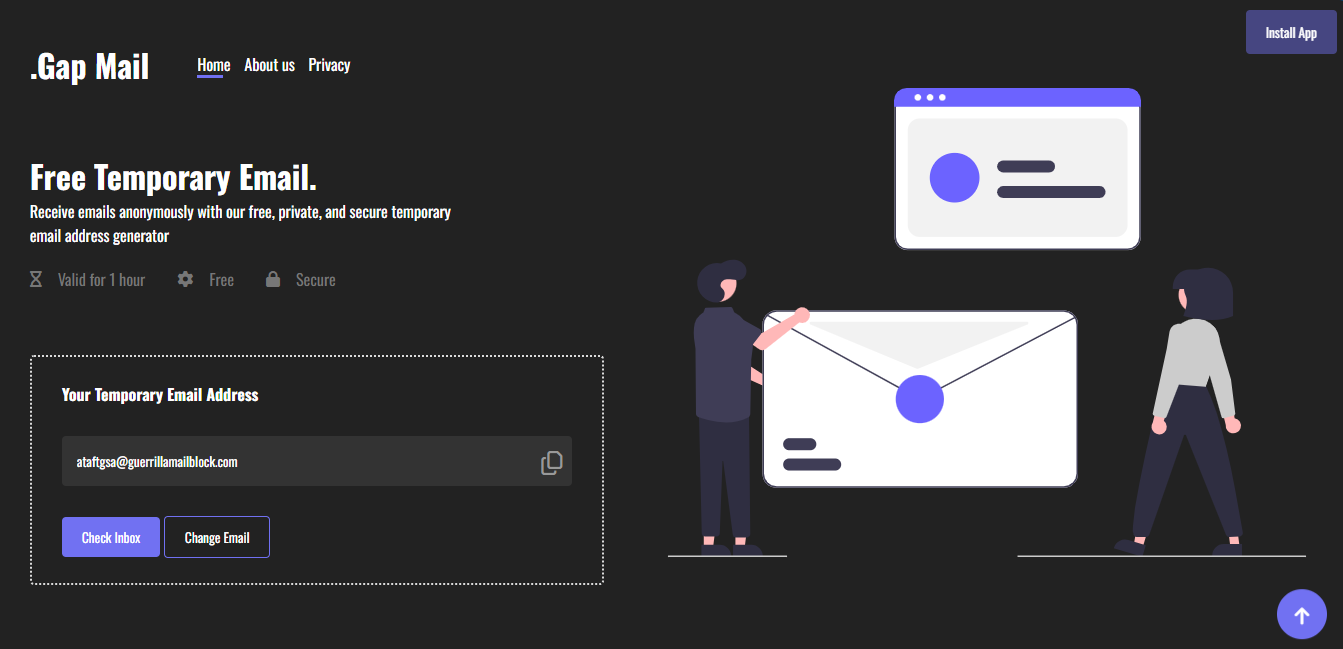 Install App
.Gap Mail
Home About us Privacy
Free Temporary Email.
Receive emails anonymously with our free, private, and secure temporary
email address generator
Valid for 1 hour Free Secure
Your Temporary Email Address
ataftgsa@guerrillamailblock.com
Check Inbox Change Email